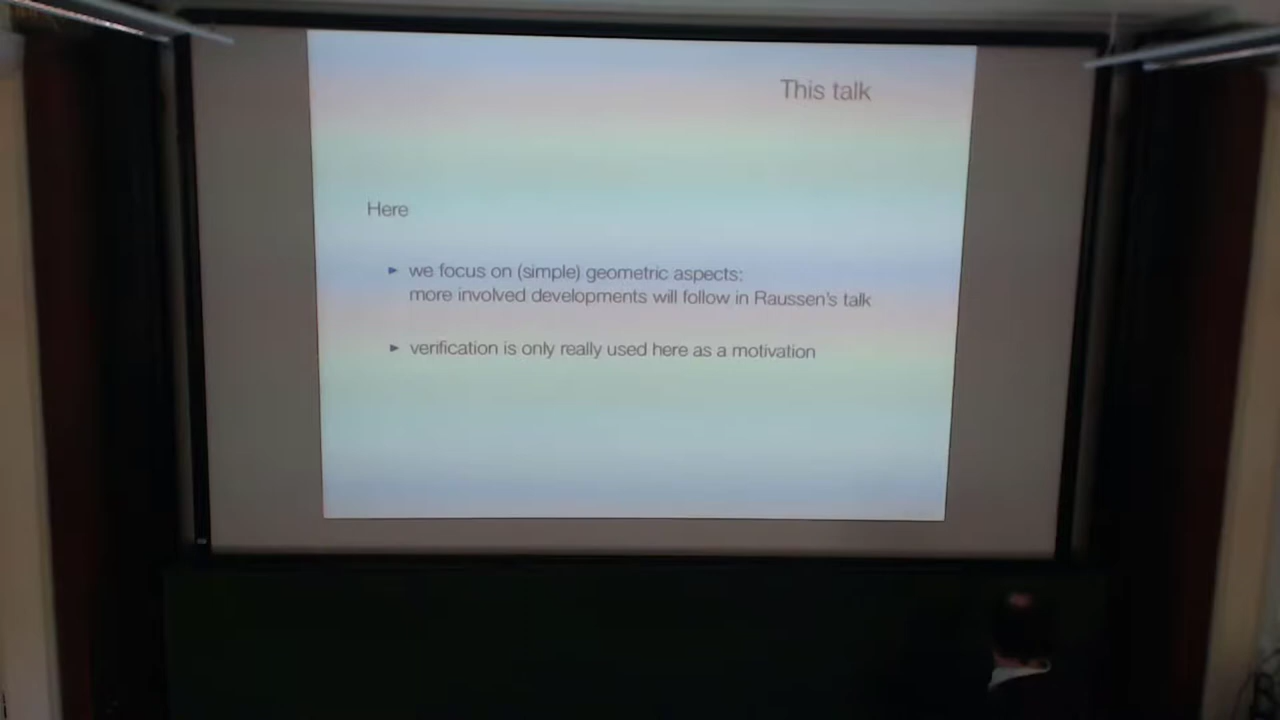 This talk
Here
► we focus on (simple) geometric aspects:
more involved developments will follow in Raussen's talk
► verification is only really used here as a motivation